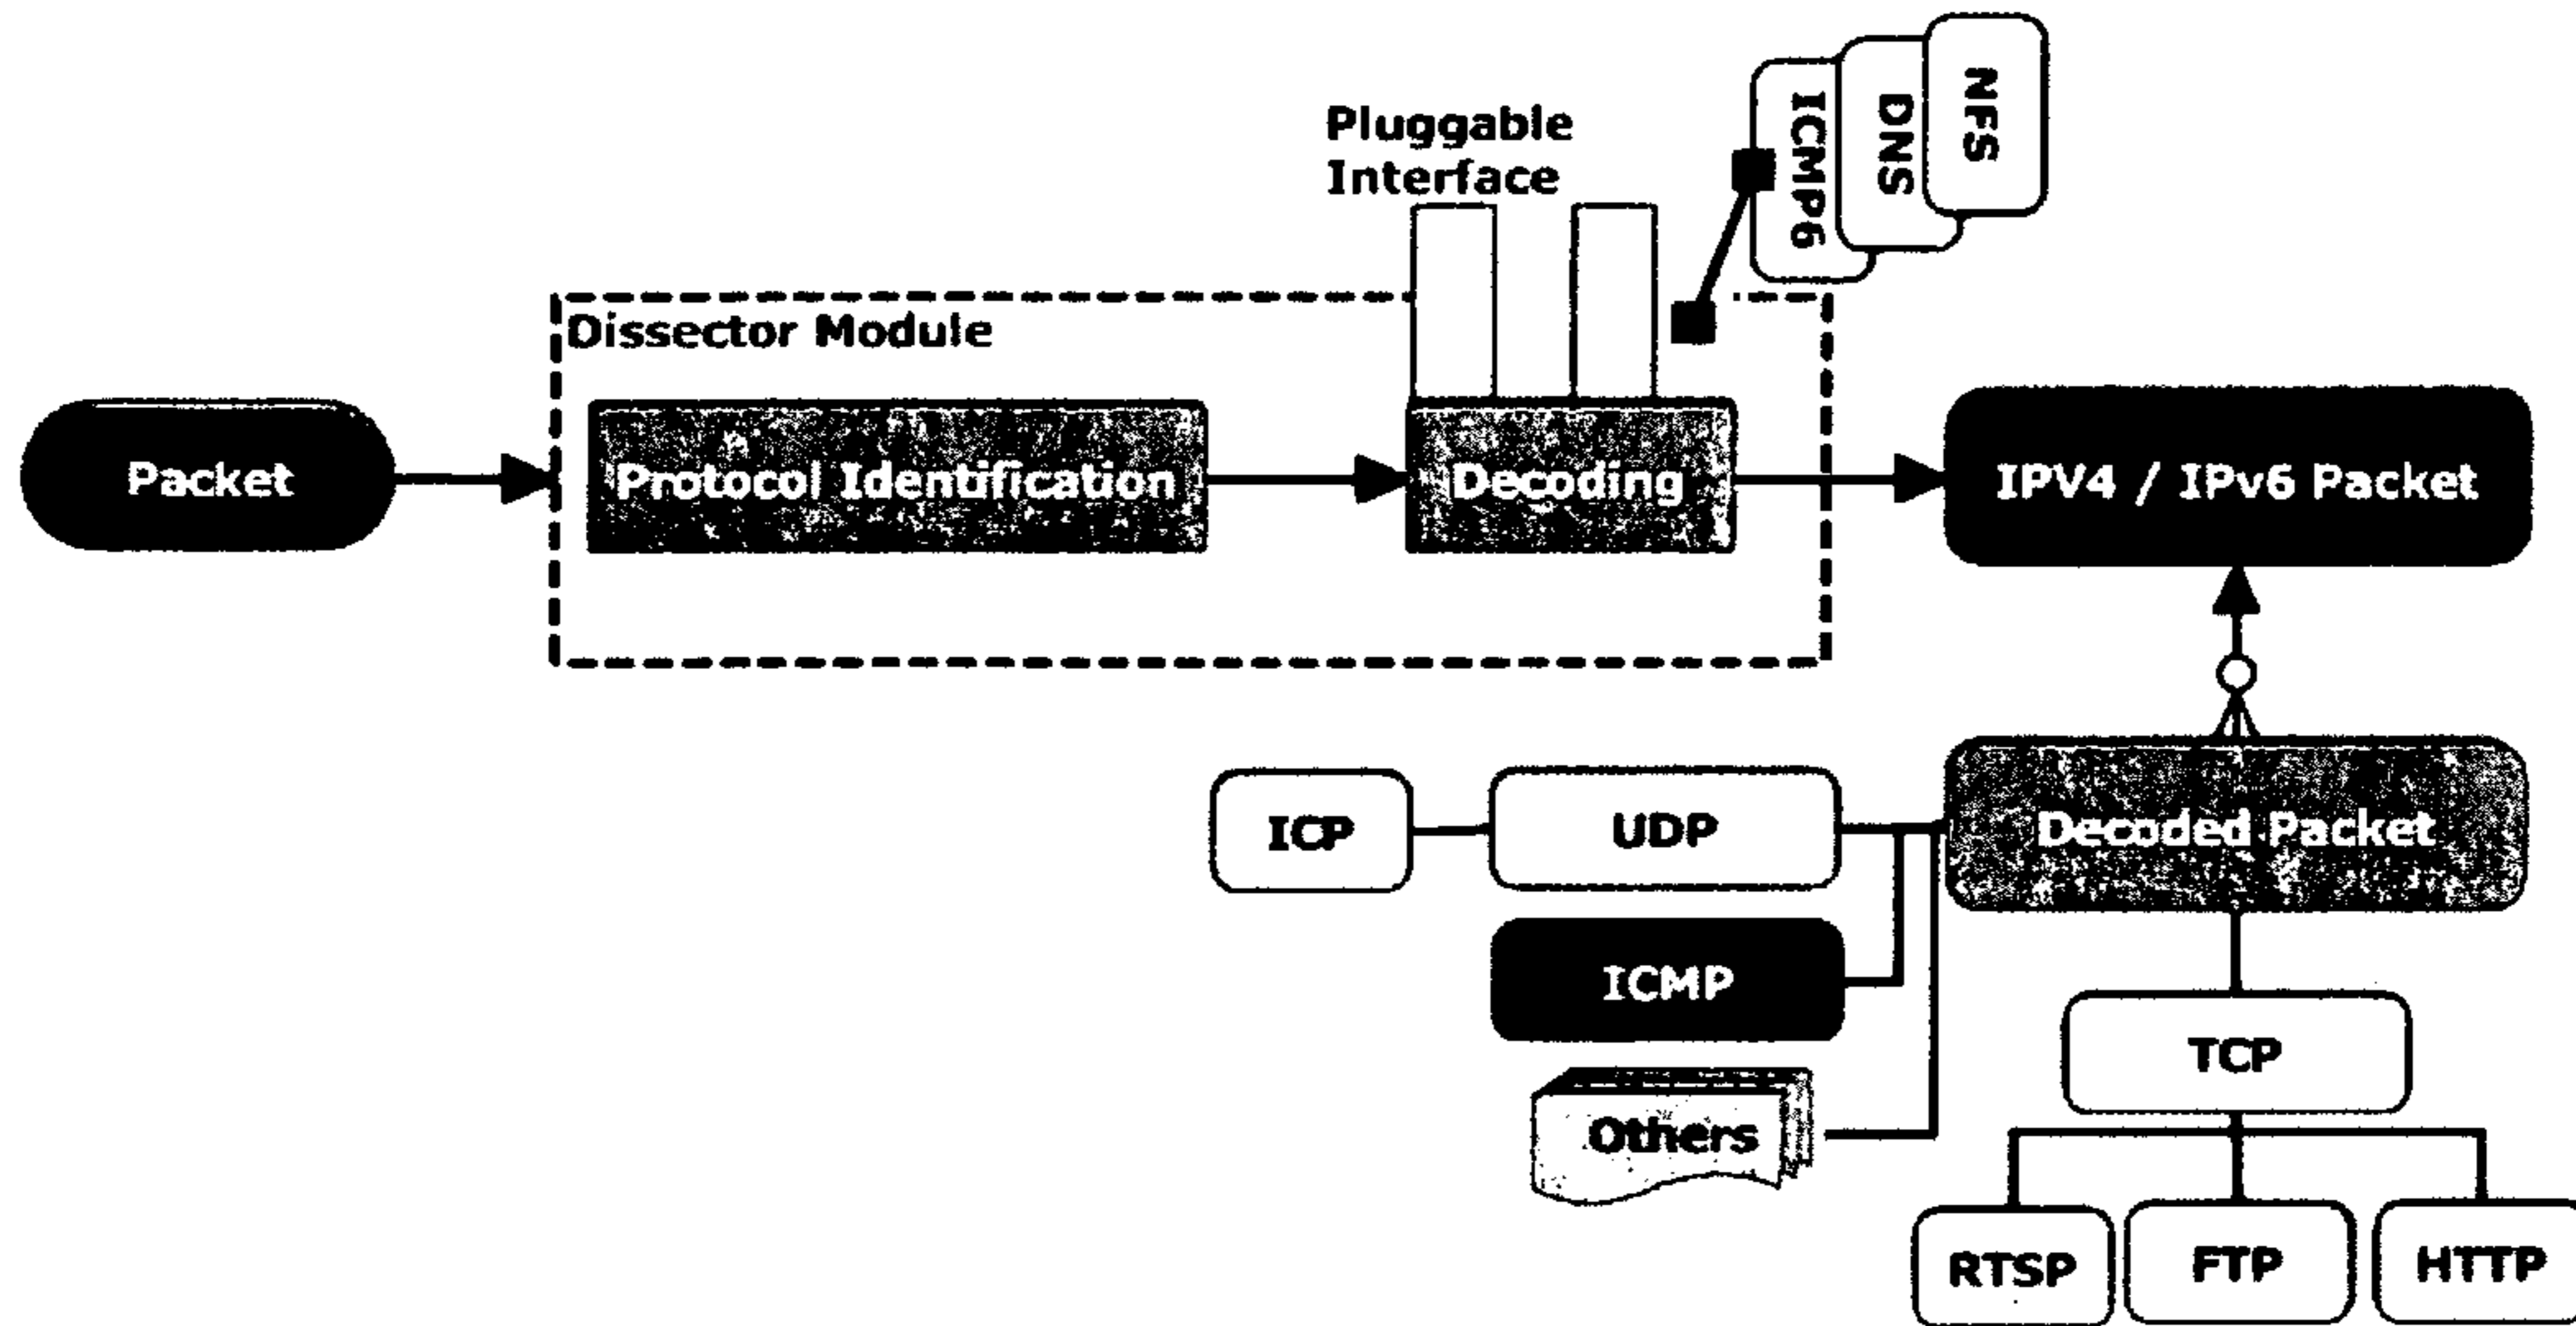 NFS
DNS
ICMP6
Pluggable
Interface
Dissector Module
Packet
Protocol Identification
Decoding
IPV4 / IPv6 Packet
ICP
UDP
Decoded Packet
ICMP
TCP
Others
RTSP
FTP
HTTP